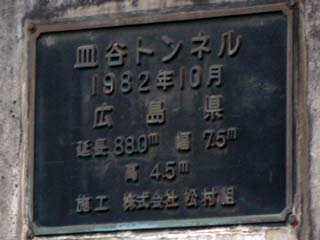 皿谷トンネル
1982年10月
広島県
延長 88.0m 幅 7.5m
高 4.5m
施工 株式会社 松村組